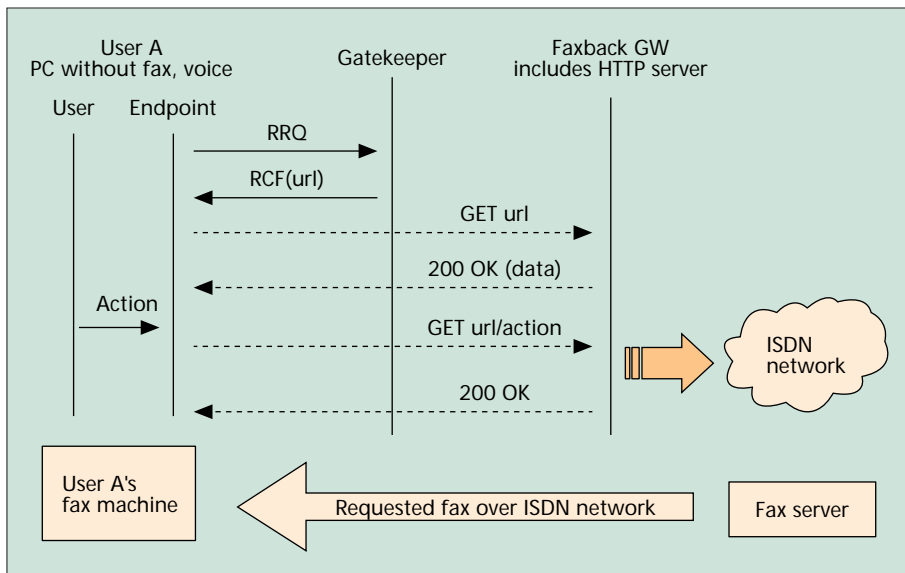 User A
PC without fax, voice
Gatekeeper
Faxback GW
includes HTTP server
User
Endpoint
RRQ
RCF(url)
GET url
200 OK (data)
Action
GET url/action
ISDN
network
200 OK
User A's
fax machine
Requested fax over ISDN network
Fax server